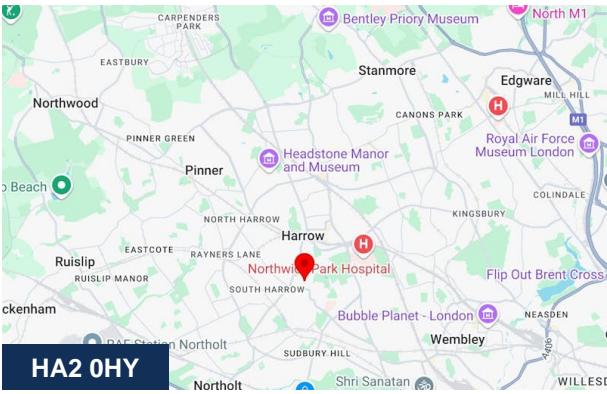 CARPENDERS
PARK
Bentley Priory Museum
North M1
EASTBURY
Stanmore
Edgware
MILL HILL
Northwood
H
CANONS PARK
M1
PINNER GREEN
Royal Air Force
Museum London
Headstone Manor
and Museum
Pinner
o Beach
COLINDALE
NORTH HARROW
KINGSBURY
Harrow
H
EASTCOTE
RAYNERS LANE
Ruislip
Northwick Park Hospital
Flip Out Brent Cross
RUISLIP MANOR
SOUTH HARROW
ckenham
Bubble Planet - London
NEASDEN
RAF Station Northolt
Wembley
A406
SUDBURY HILL
HA2 0HY
Northolt
Shri Sanatan
WILLESD